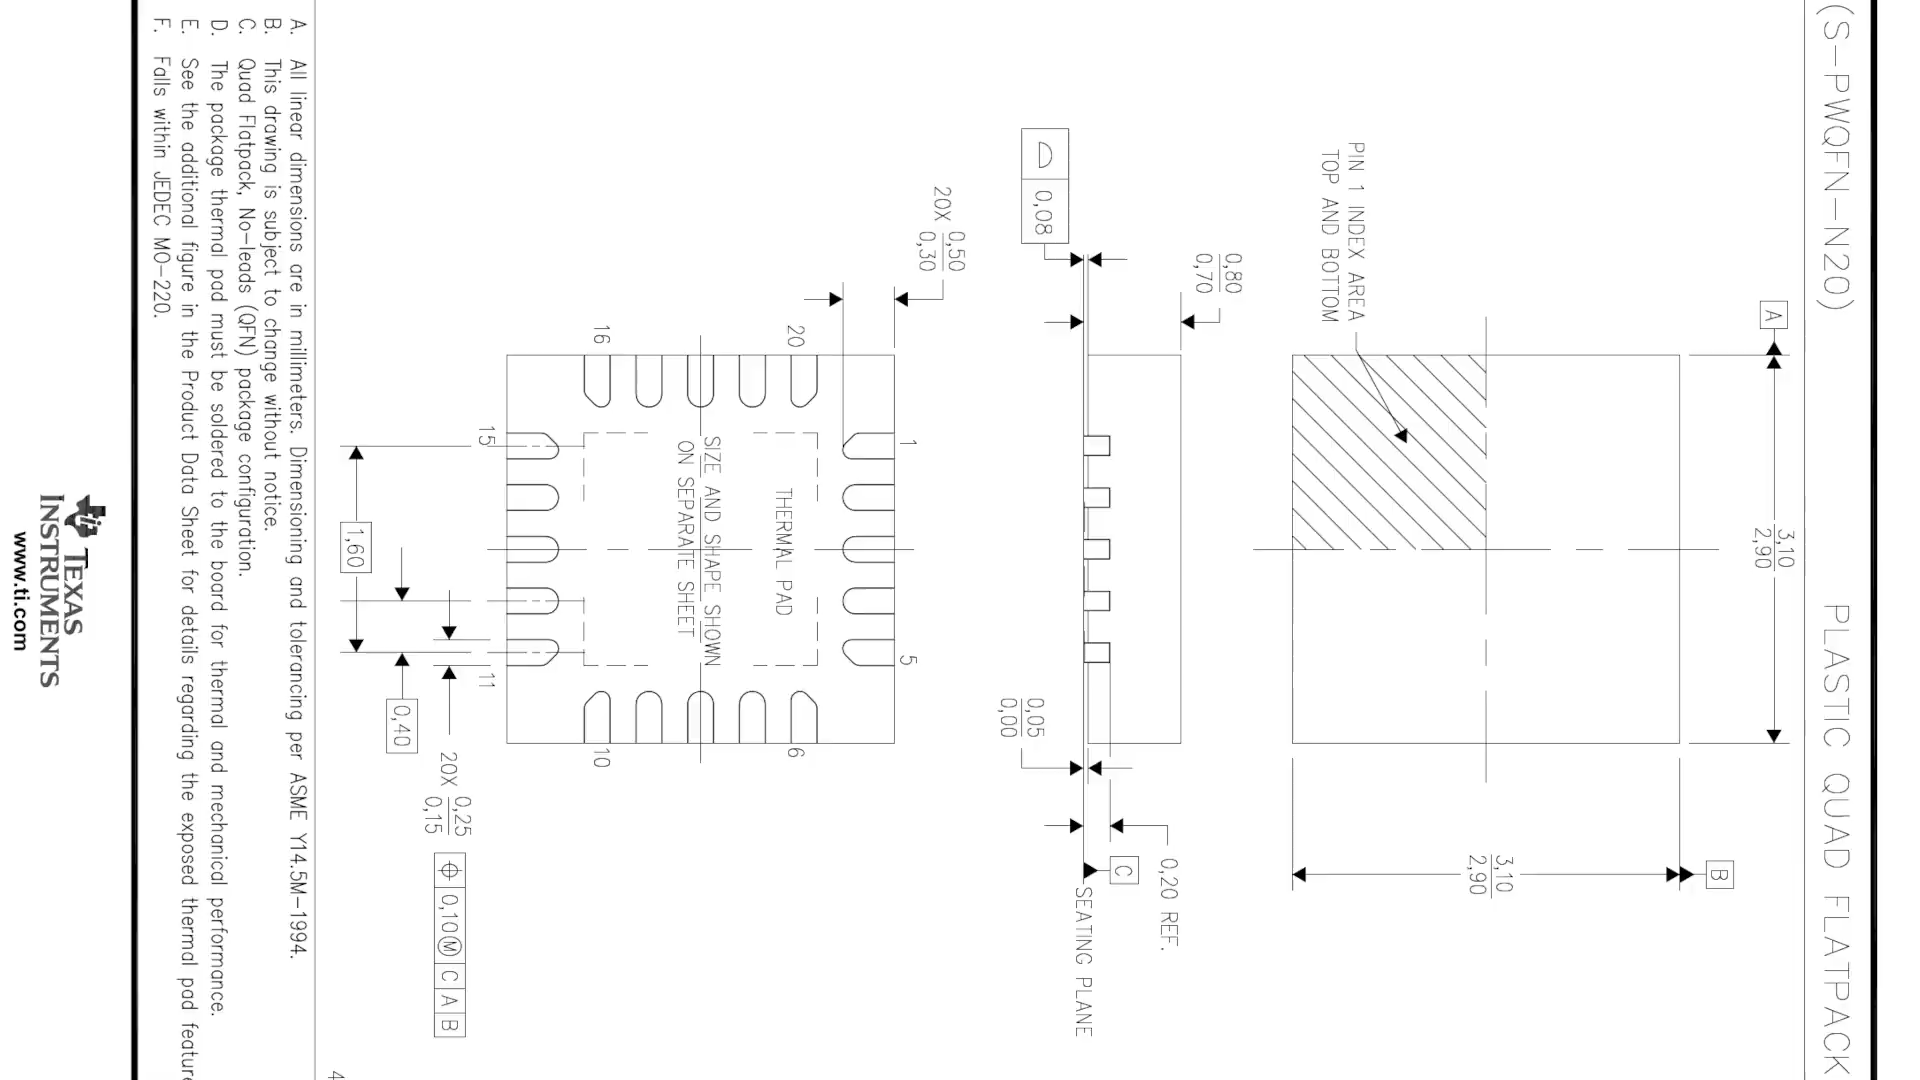 (S-PWQFN-N20)
PLASTIC QUAD FLATPACK
A
3,10
2,90
B
3,10
2,90
PIN 1 INDEX AREA
TOP AND BOTTOM
0,80
0,70
0,20 REF.
C
SEATING PLANE
⌓ 0,08
0,05
0,00
20X 0,50
0,30
1
5
20
6
THERMAL PAD
SIZE AND SHAPE SHOWN
ON SEPARATE SHEET
16
10
15
11
20X 0,25
0,15
⌖ 0,10 Ⓜ C A B
0,40
1,60
A. All linear dimensions are in millimeters. Dimensioning and tolerancing per ASME Y14.5M-1994.
B. This drawing is subject to change without notice.
C. Quad Flatpack, No-leads (QFN) package configuration.
D. The package thermal pad must be soldered to the board for thermal and mechanical performance.
E. See the additional figure in the Product Data Sheet for details regarding the exposed thermal pad feature
F. Falls within JEDEC MO-220.
TEXAS
INSTRUMENTS
www.ti.com